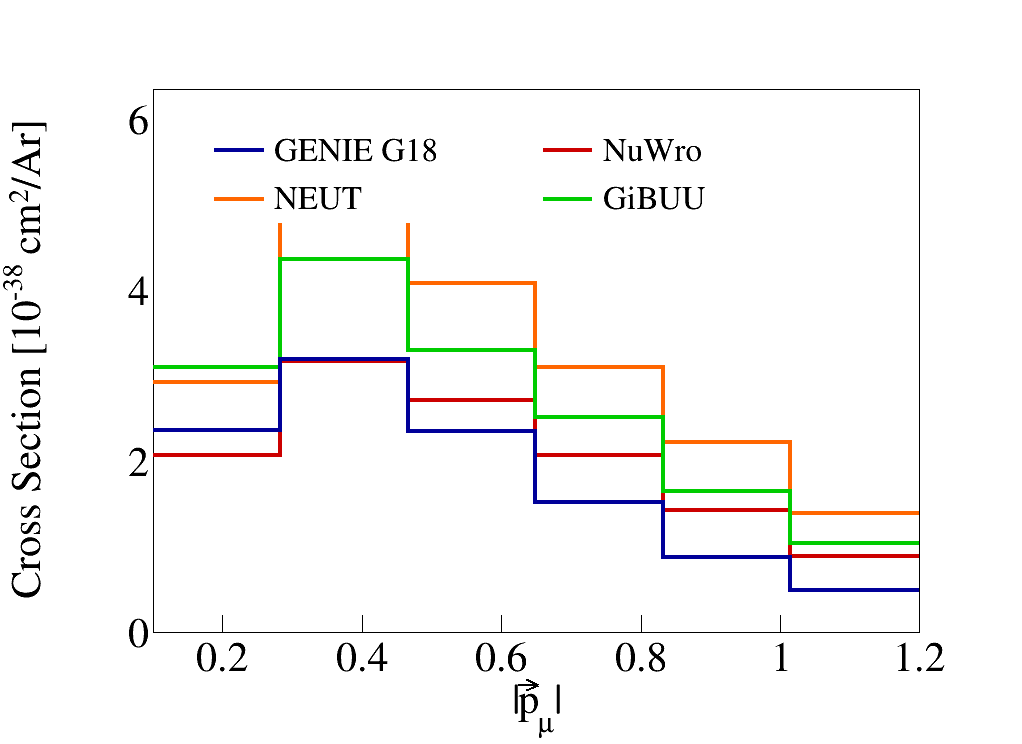 Cross Section [10⁻³⁸ cm²/Ar]
6
GENIE G18
NuWro
NEUT
GiBUU
4
2
0
0.2 0.4 0.6 0.8 1 1.2
|p⃗μ|